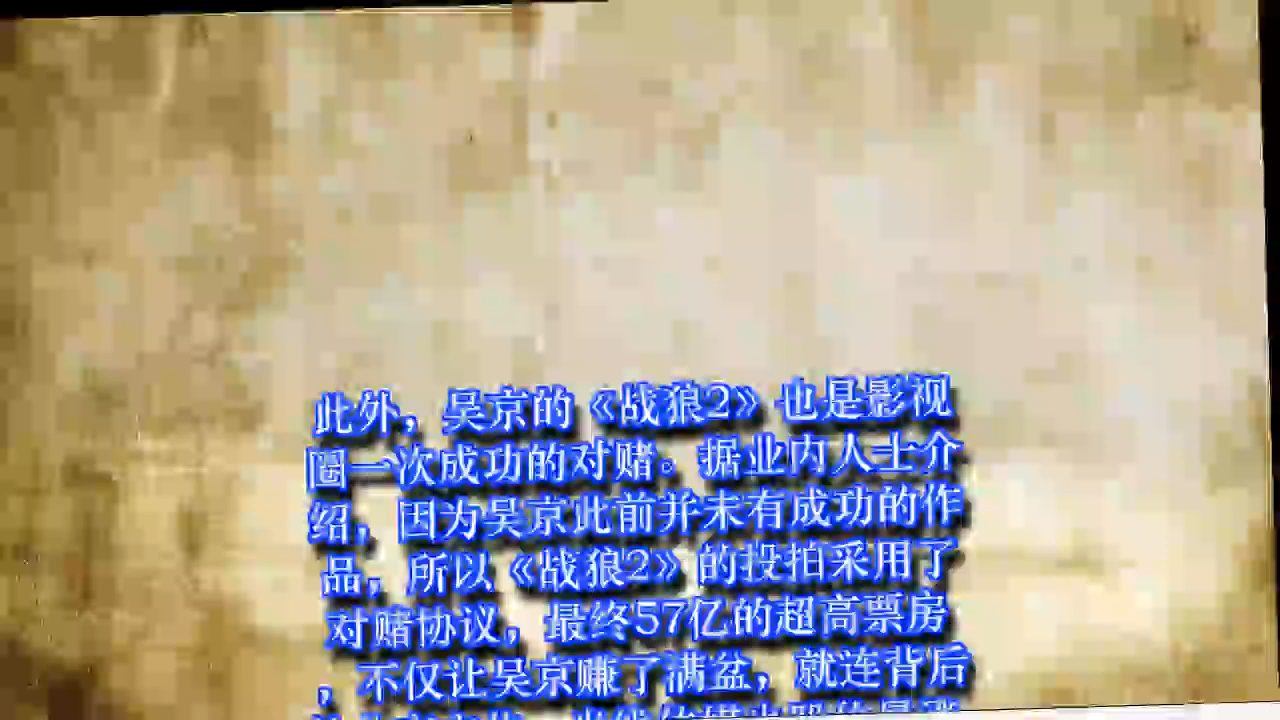 此外，吴京的《战狼2》也是影视
圈一次成功的对赌。据业内人士介
绍，因为吴京此前并未有成功的作
品，所以《战狼2》的投拍采用了
对赌协议，最终57亿的超高票房
，不仅让吴京赚了满盆，就连背后